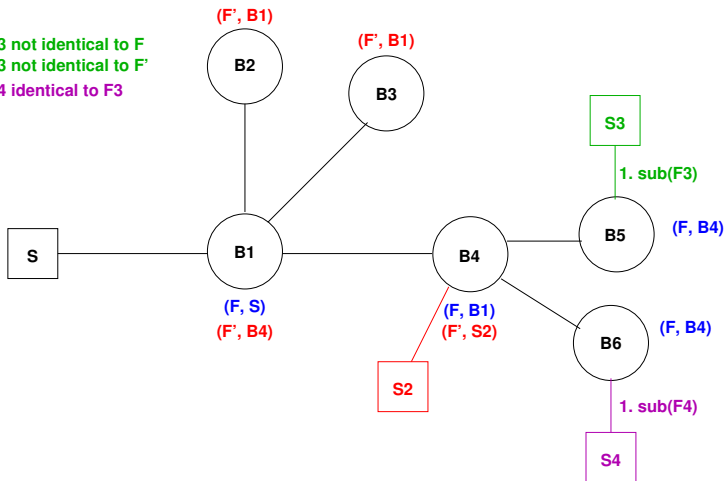 (F', B1)
3 not identical to F
3 not identical to F'
4 identical to F3
(F', B1)
B2
B3
S3
1. sub(F3)
S
B1
B4
B5
(F, B4)
(F, S)
(F', B4)
(F, B1)
(F', S2)
B6
(F, B4)
S2
1. sub(F4)
S4